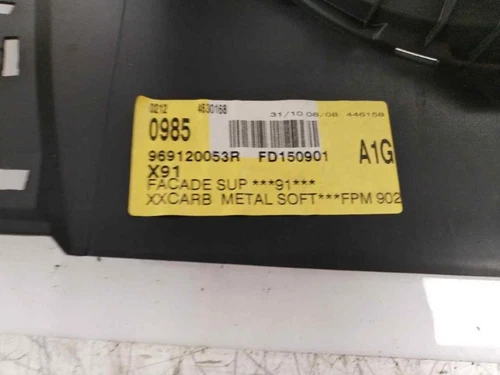 0212 4630168 31/10 08/08 446158
0985
969120053R FD150901 A1G
X91
FACADE SUP ***91***
XXCARB METAL SOFT***FPM 902